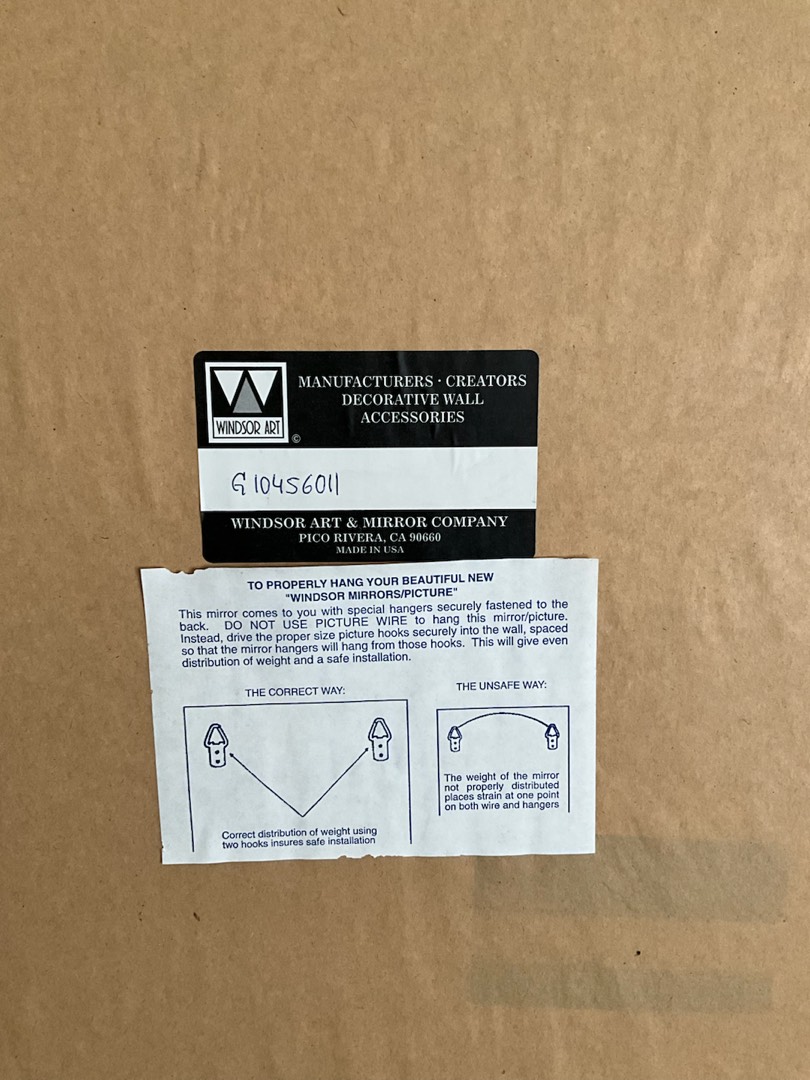 WINDSOR ART
©
MANUFACTURERS · CREATORS
DECORATIVE WALL
ACCESSORIES
G10456011
WINDSOR ART & MIRROR COMPANY
PICO RIVERA, CA 90660
MADE IN USA
TO PROPERLY HANG YOUR BEAUTIFUL NEW
"WINDSOR MIRRORS/PICTURE"
This mirror comes to you with special hangers securely fastened to the
back. DO NOT USE PICTURE WIRE to hang this mirror/picture.
Instead, drive the proper size picture hooks securely into the wall, spaced
so that the mirror hangers will hang from those hooks. This will give even
distribution of weight and a safe installation.
THE CORRECT WAY:
Correct distribution of weight using
two hooks insures safe installation
THE UNSAFE WAY:
The weight of the mirror
not properly distributed
places strain at one point
on both wire and hangers